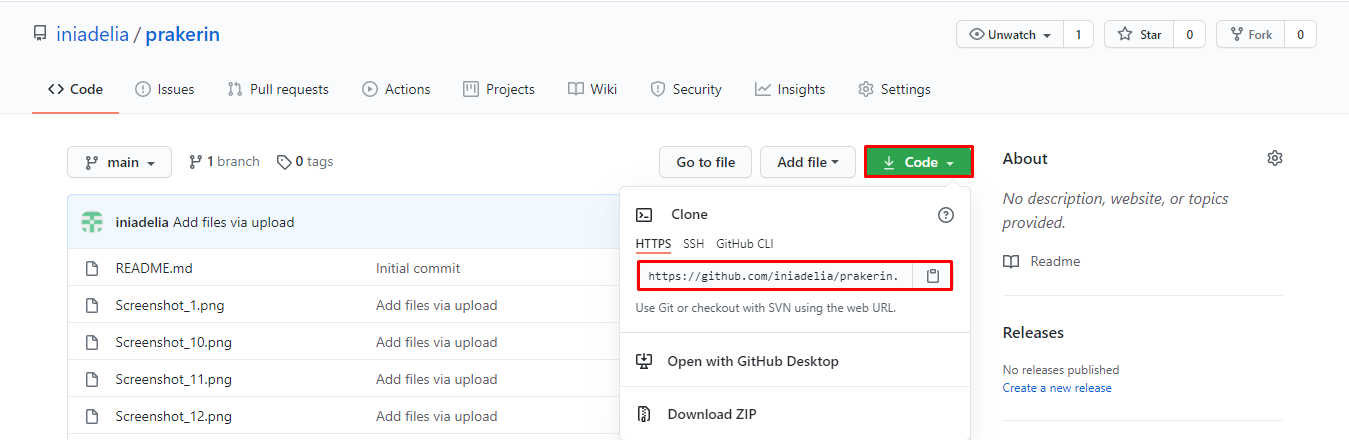 iniadelia / prakerin
Unwatch 1 Star 0 Fork 0
Code Issues Pull requests Actions Projects Wiki Security Insights Settings
main 1 branch 0 tags Go to file Add file Code
iniadelia Add files via upload
README.md Initial commit
Screenshot_1.png Add files via upload
Screenshot_10.png Add files via upload
Screenshot_11.png Add files via upload
Screenshot_12.png Add files via upload
Clone
HTTPS SSH GitHub CLI
https://github.com/iniadelia/prakerin.
Use Git or checkout with SVN using the web URL.
Open with GitHub Desktop
Download ZIP
About
No description, website, or topics
provided.
Readme
Releases
No releases published
Create a new release